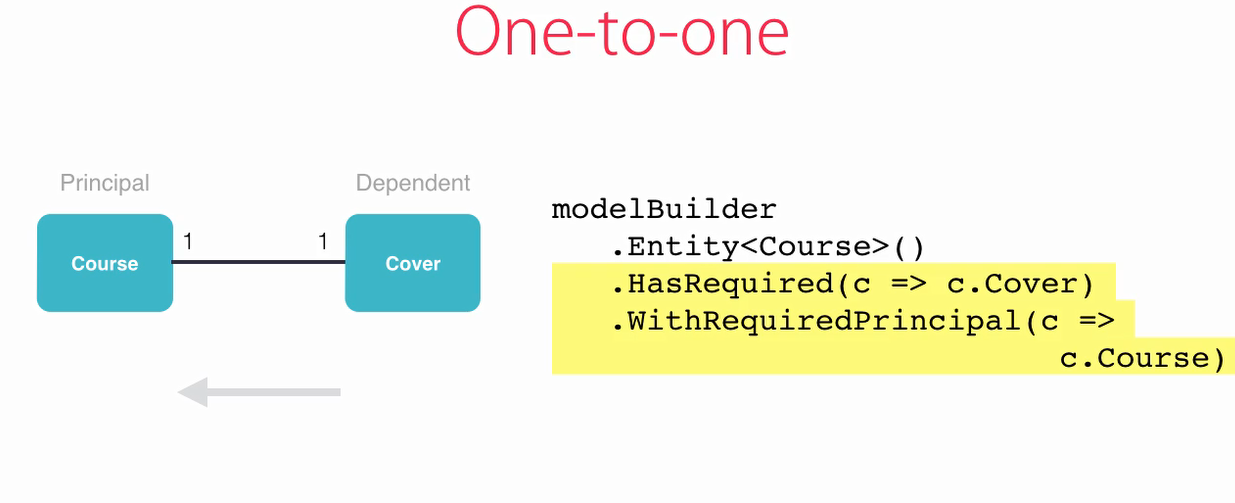 One-to-one
Principal
Dependent
Course
1
1
Cover
modelBuilder
.Entity<Course>()
.HasRequired(c => c.Cover)
.WithRequiredPrincipal(c =>
c.Course)